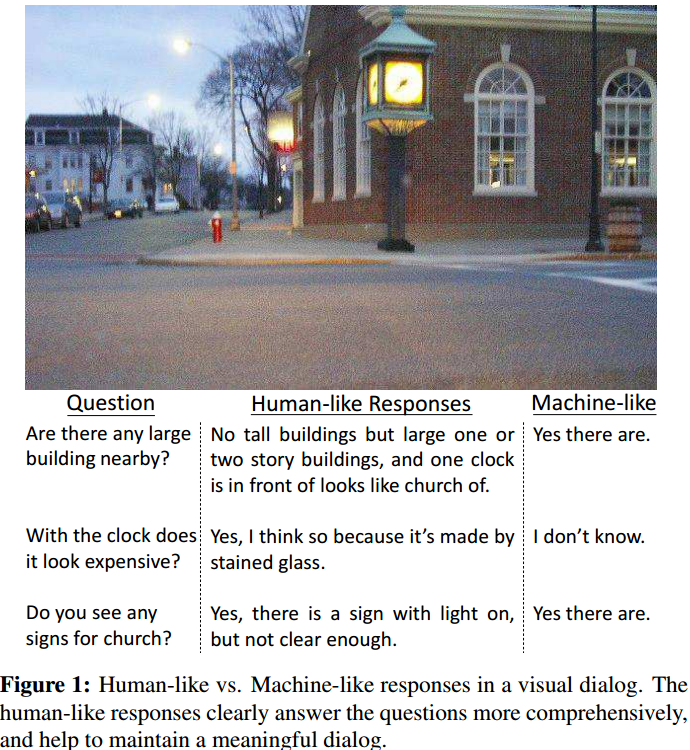 Question Human-like Responses Machine-like
Are there any large building nearby?
No tall buildings but large one or two story buildings, and one clock is in front of looks like church of.
Yes there are.
With the clock does it look expensive?
Yes, I think so because it's made by stained glass.
I don't know.
Do you see any signs for church?
Yes, there is a sign with light on, but not clear enough.
Yes there are.
Figure 1: Human-like vs. Machine-like responses in a visual dialog. The
human-like responses clearly answer the questions more comprehensively,
and help to maintain a meaningful dialog.